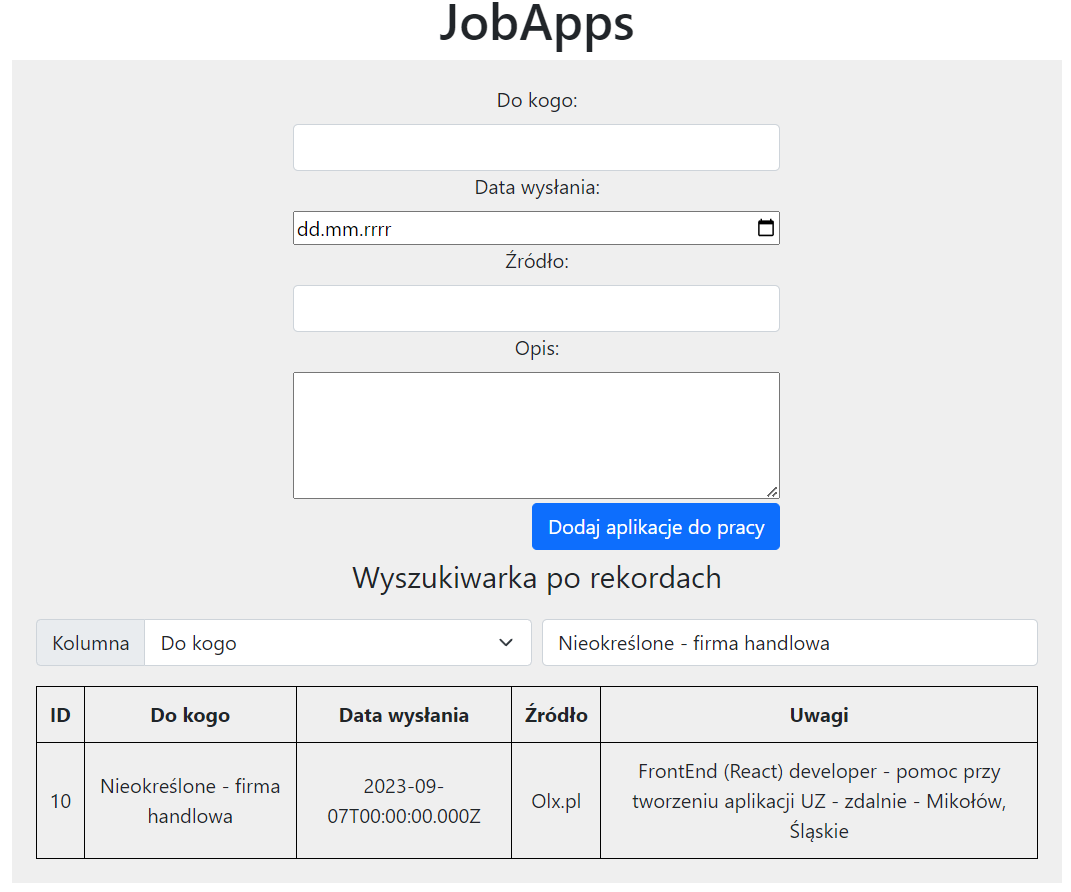 JobApps
Do kogo:
Data wysłania:
dd.mm.rrrr
Źródło:
Opis:
Dodaj aplikacje do pracy
Wyszukiwarka po rekordach
Kolumna Do kogo Nieokreślone - firma handlowa
ID Do kogo Data wysłania Źródło Uwagi
10
Nieokreślone - firma
handlowa
2023-09-
07T00:00:00.000Z
Olx.pl
FrontEnd (React) developer - pomoc przy
tworzeniu aplikacji UZ - zdalnie - Mikołów,
Śląskie